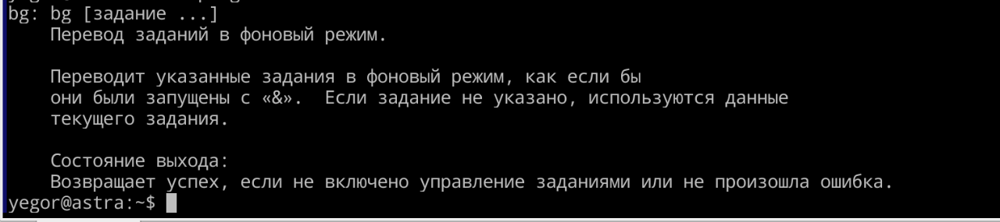 bg: bg [задание ...]
Перевод заданий в фоновый режим.
Переводит указанные задания в фоновый режим, как если бы
они были запущены с «&».  Если задание не указано, используются данные
текущего задания.
Состояние выхода:
Возвращает успех, если не включено управление заданиями или не произошла ошибка.
yegor@astra:~$